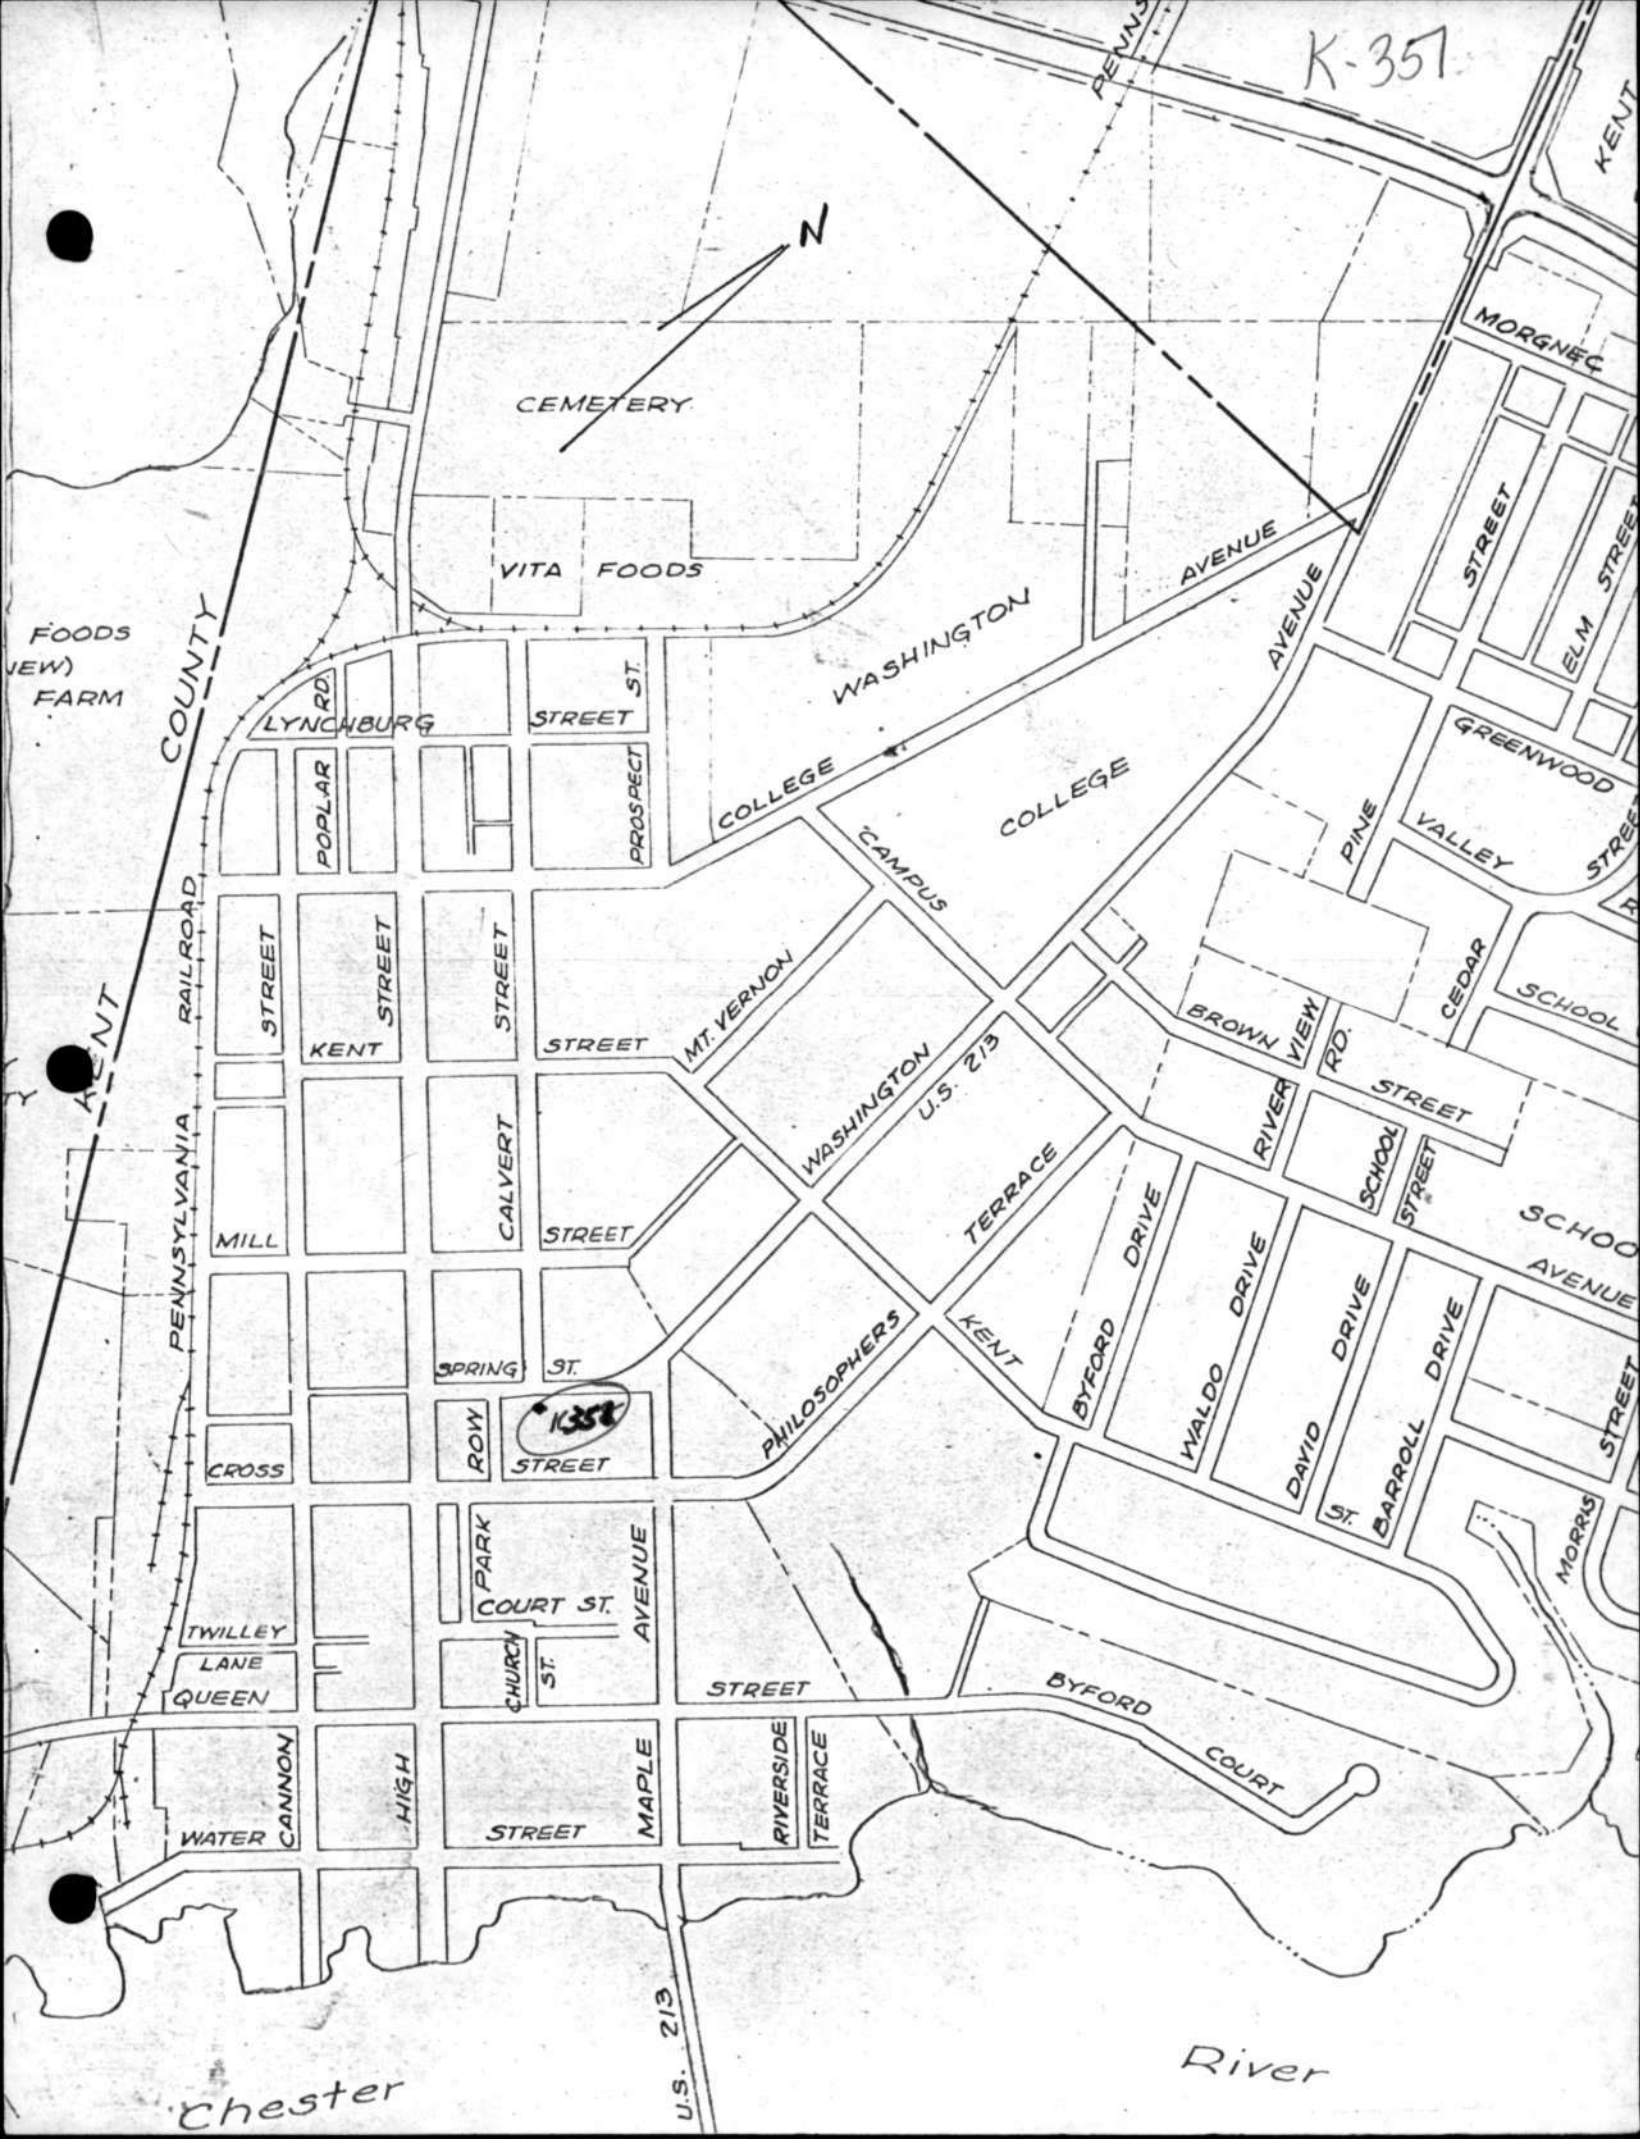 PENNS
K-357
KENT
N
MORGNEC
CEMETERY
STREET
STREET
AVENUE
VITA FOODS
AVENUE
WASHINGTON
FOODS
VIEW)
FARM
COUNTY
ELM
RD.
ST.
LYNCHBURG
STREET
GREENWOOD
COLLEGE
COLLEGE
POPLAR
PROSPECT
PINE
VALLEY
STREET
CAMPUS
RAILROAD
STREET
STREET
STREET
MT. VERNON
CEDAR
SCHOOL
KENT
BROWN
VIEW
RD.
KENT
STREET
WASHINGTON
U.S. 213
STREET
RIVER
PENNSYLVANIA
CALVERT
TERRACE
SCHOOL
STREET
DRIVE
MILL
STREET
DRIVE
SCHOO
AVENUE
DRIVE
DRIVE
PHILOSOPHERS
KENT
BYFORD
SPRING
ST.
WALDO
STREET
ROW
CROSS
STREET
DAVID
ST.
BARROLL
MORRIS
PARK
AVENUE
COURT ST.
TWILLEY
LANE
CHURCH
ST.
QUEEN
STREET
BYFORD
COURT
CANNON
HIGH
MAPLE
RIVERSIDE
TERRACE
WATER
STREET
U.S. 213
Chester
River